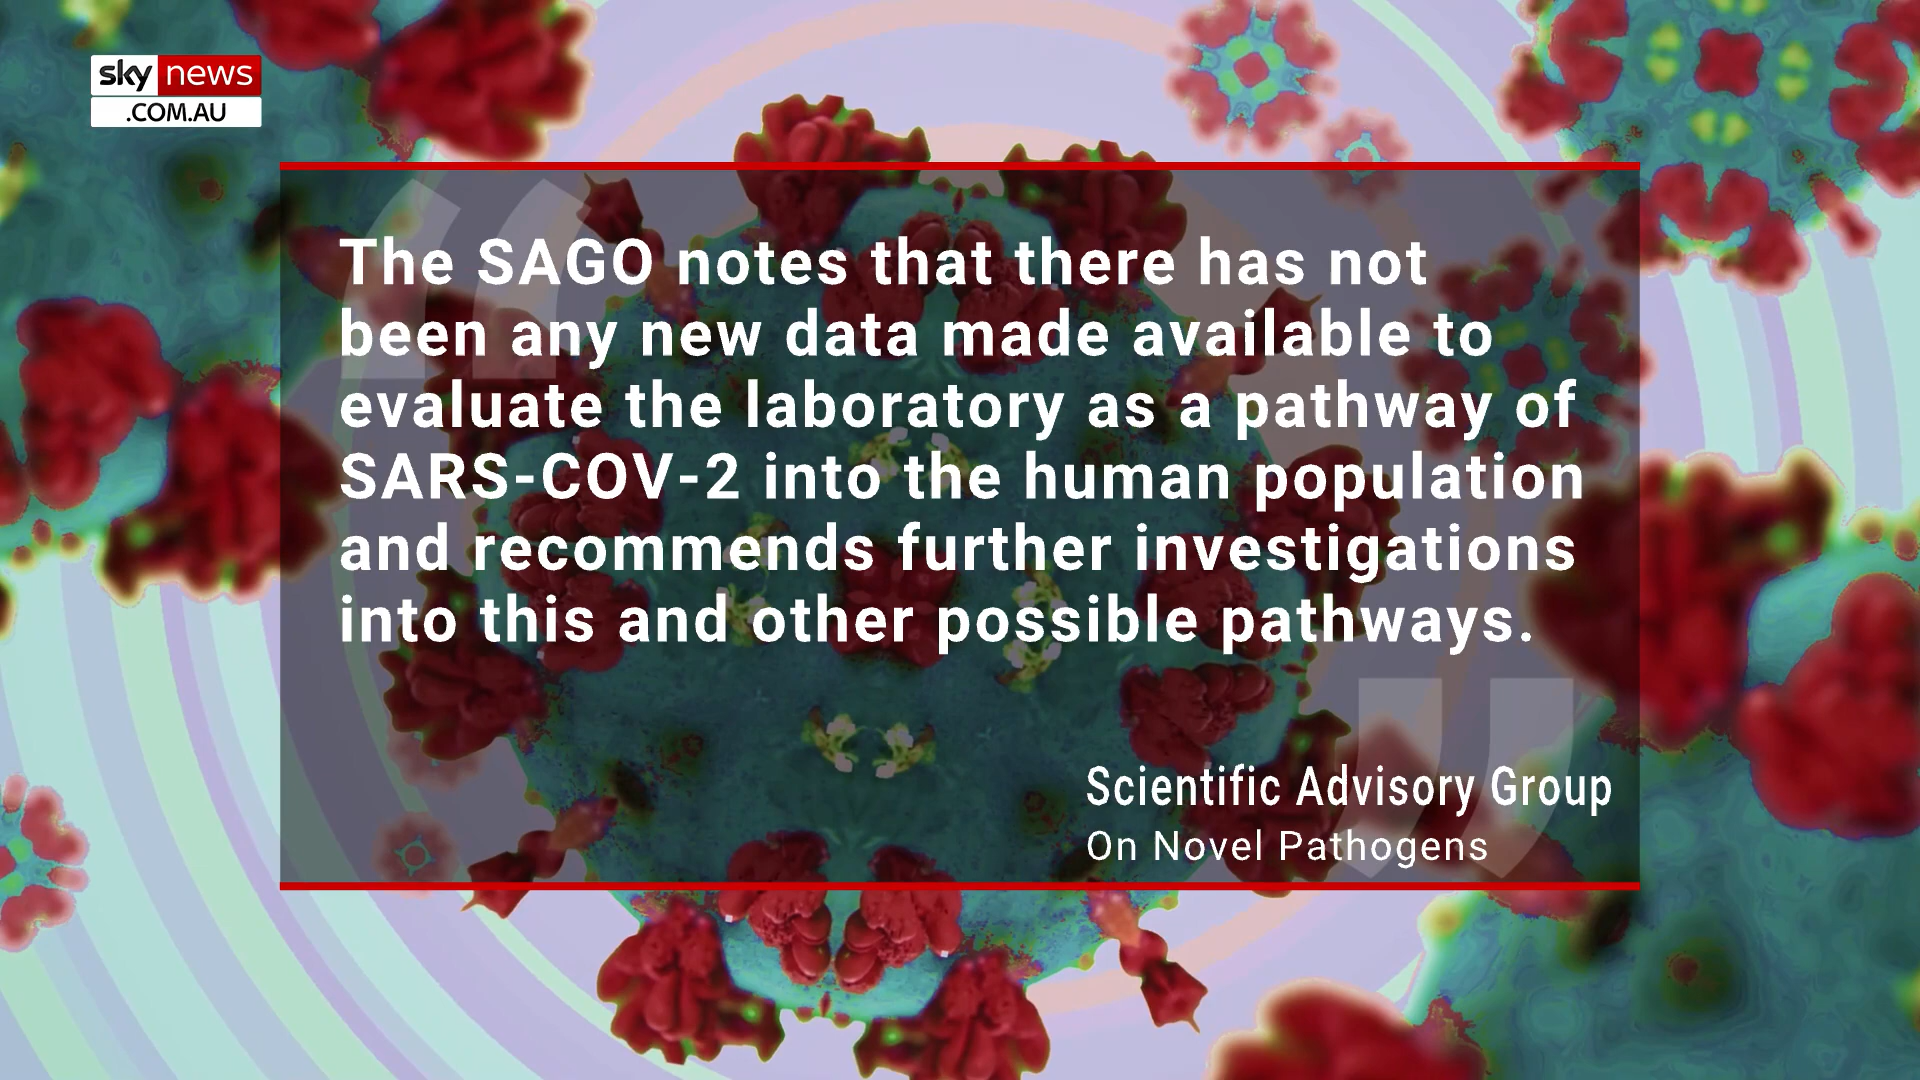 sky news
.COM.AU
The SAGO notes that there has not
been any new data made available to
evaluate the laboratory as a pathway of
SARS-COV-2 into the human population
and recommends further investigations
into this and other possible pathways.
Scientific Advisory Group
On Novel Pathogens